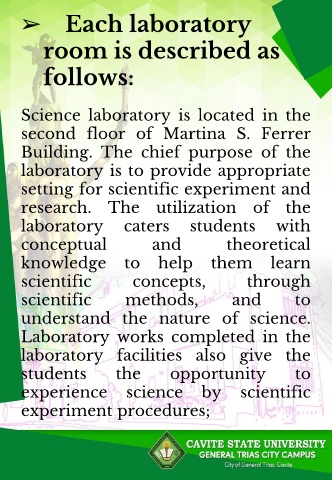 ➢ Each laboratory
room is described as
follows:
Science laboratory is located in the
second floor of Martina S. Ferrer
Building. The chief purpose of the
laboratory is to provide appropriate
setting for scientific experiment and
research. The utilization of the
laboratory caters students with
conceptual and theoretical
knowledge to help them learn
scientific concepts, through
scientific methods, and to
understand the nature of science.
Laboratory works completed in the
laboratory facilities also give the
students the opportunity to
experience science by scientific
experiment procedures;
CAVITE STATE UNIVERSITY
GENERAL TRIAS CITY CAMPUS
City of General Trias, Cavite